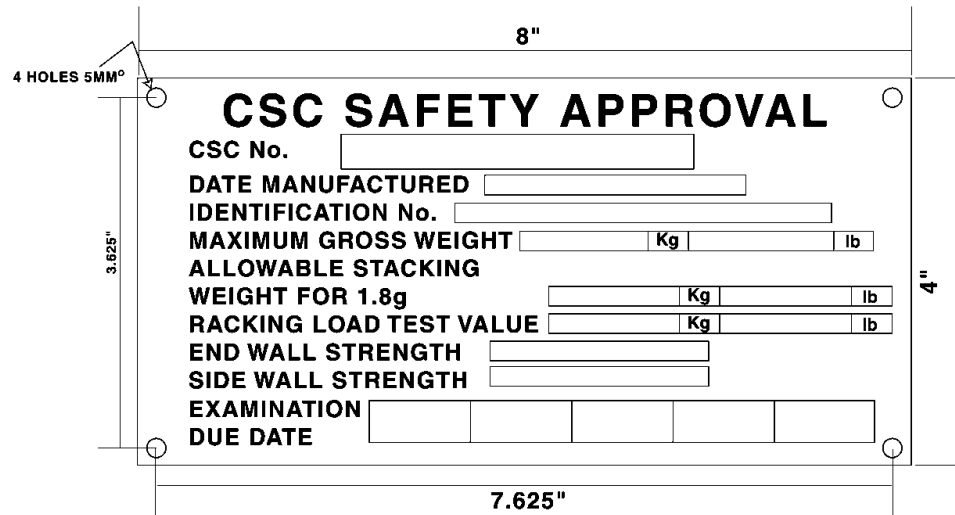 8"
4 HOLES 5MM°
CSC SAFETY APPROVAL
CSC No.
DATE MANUFACTURED
IDENTIFICATION No.
MAXIMUM GROSS WEIGHT Kg lb
ALLOWABLE STACKING
WEIGHT FOR 1.8g Kg lb
RACKING LOAD TEST VALUE Kg lb
END WALL STRENGTH
SIDE WALL STRENGTH
EXAMINATION
DUE DATE
3.625"
4"
7.625"